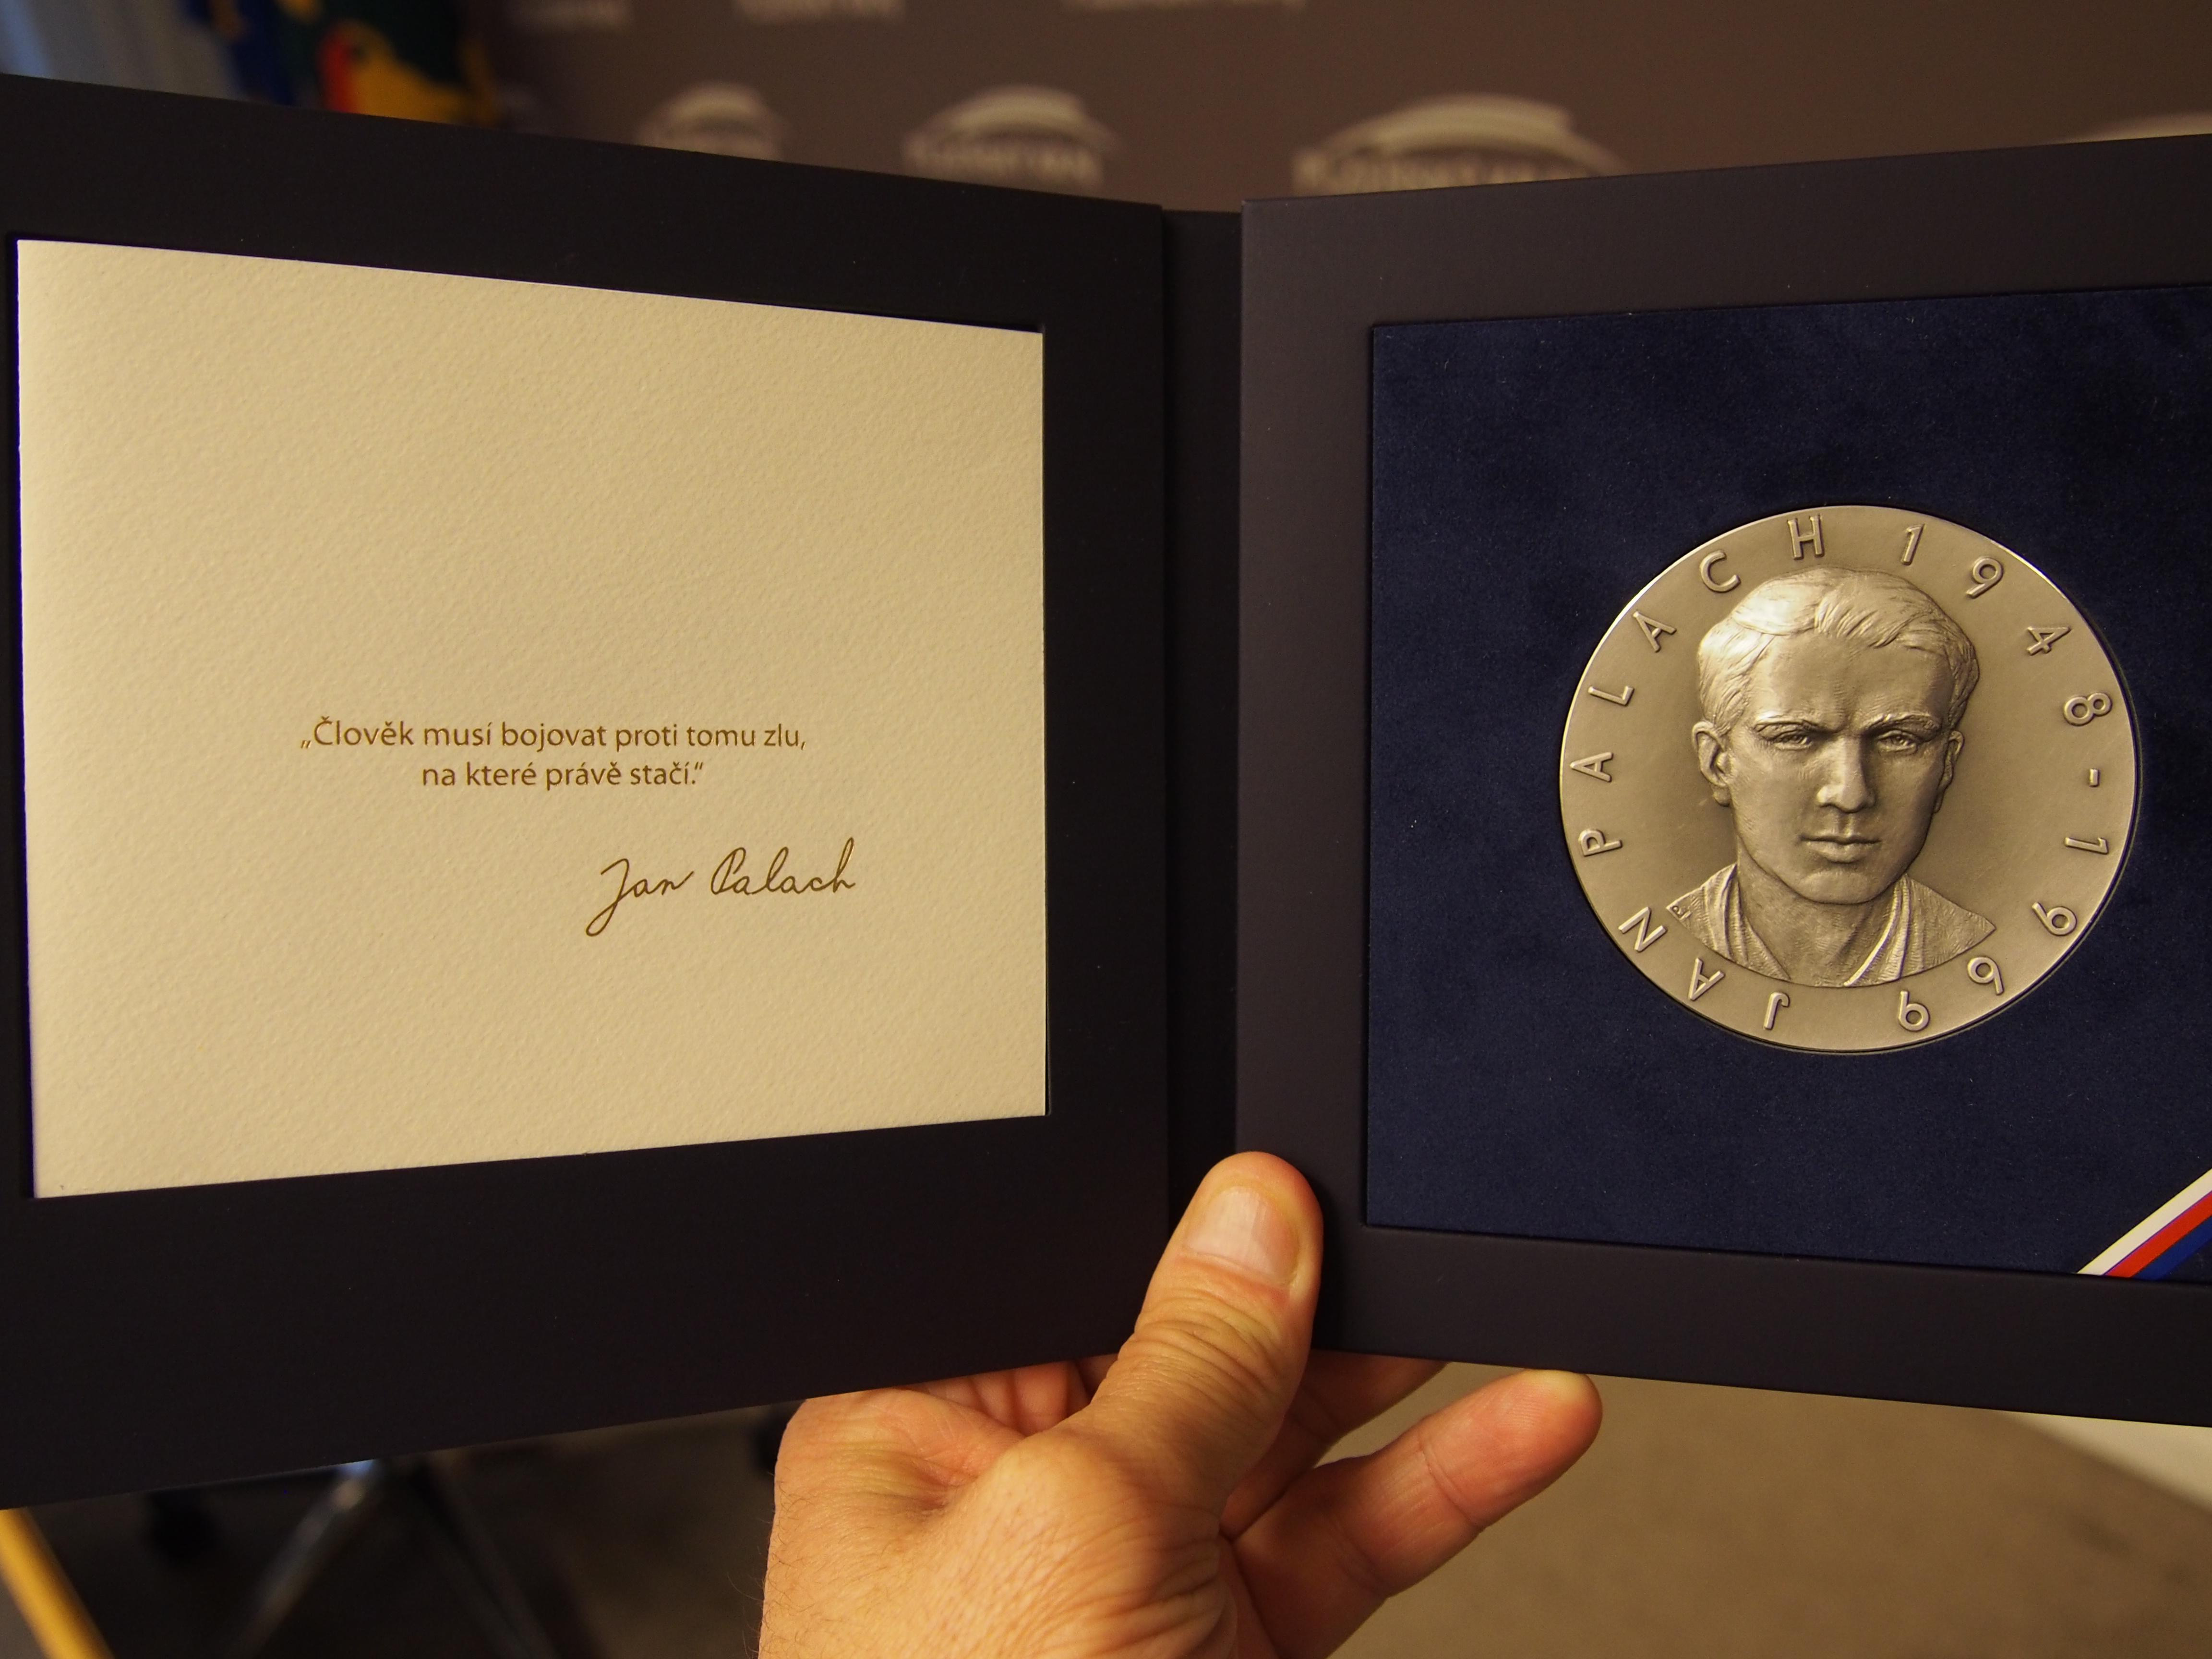 „Člověk musí bojovat proti tomu zlu,
na které právě stačí.“
Jan Palach
JAN PALACH 1948-1969